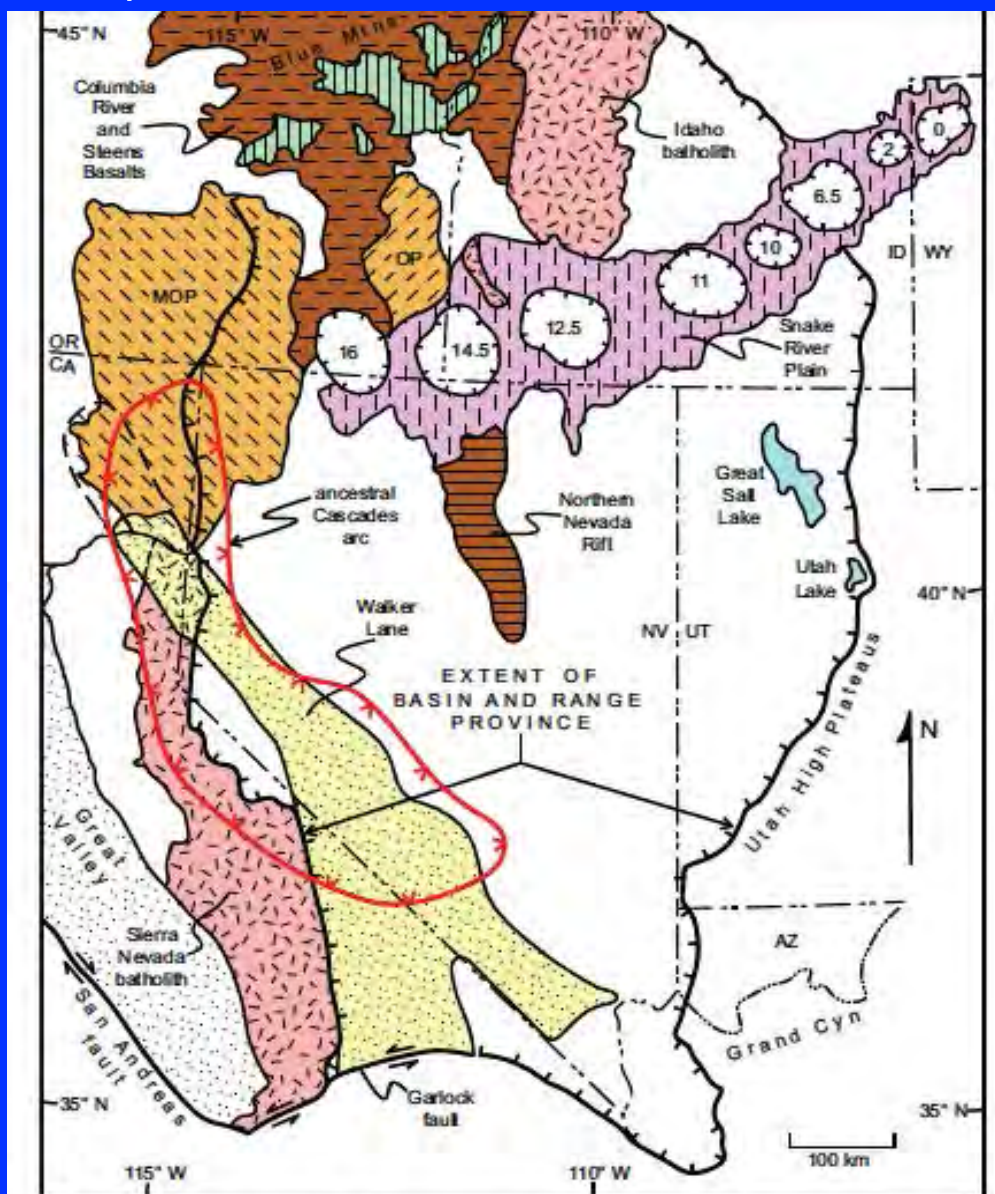 45° N
115° W
Blue Mtns
110° W
Columbia
River
and
Steens
Basalts
Idaho
batholith
0
2
6.5
10
11
12.5
14.5
16
ID
WY
MOP
OP
OR
CA
Snake
River
Plain
ancestral
Cascades
arc
Northern
Nevada
Rift
Great
Salt
Lake
Utah
Lake
40° N
Walker
Lane
NV
UT
EXTENT OF
BASIN AND RANGE
PROVINCE
N
Utah High Plateaus
Great
Valley
Sierra
Nevada
batholith
AZ
Grand Cyn
San Andreas
fault
Garlock
fault
35° N
35° N
100 km
115° W
110° W